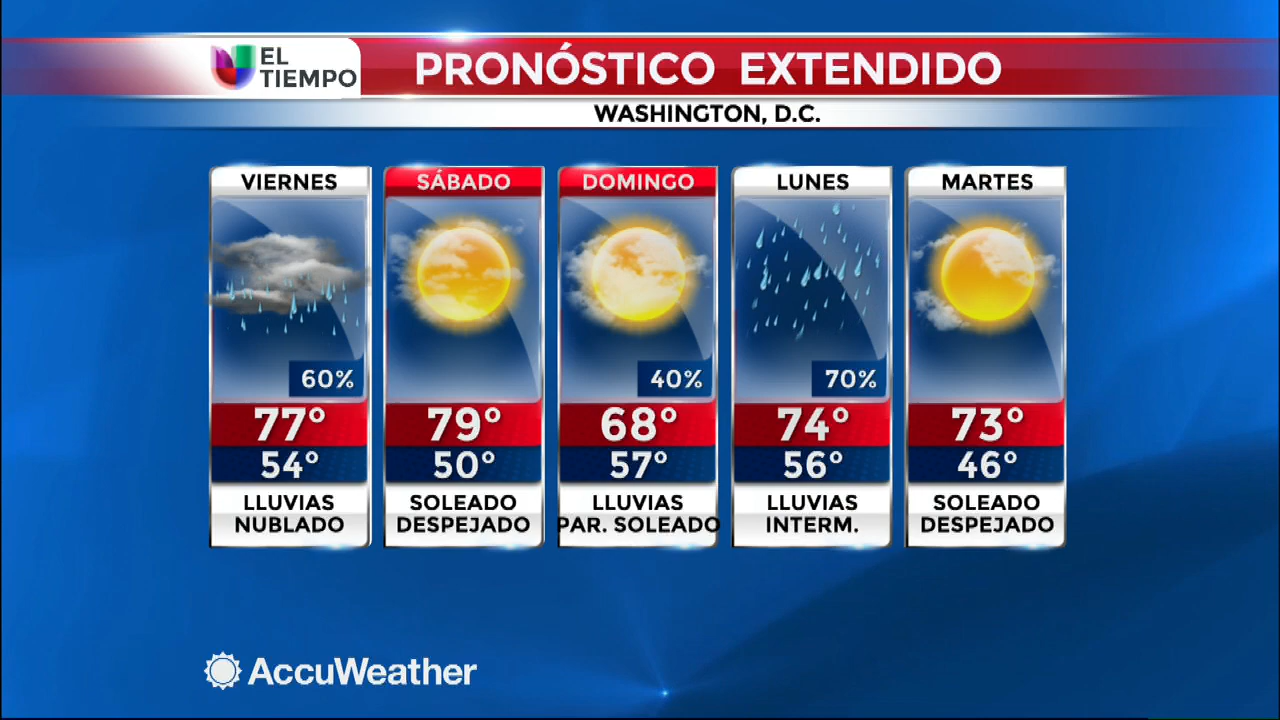 EL
TIEMPO
PRONÓSTICO EXTENDIDO
WASHINGTON, D.C.
VIERNES
60%
77°
54°
LLUVIAS
NUBLADO
SÁBADO
79°
50°
SOLEADO
DESPEJADO
DOMINGO
40%
68°
57°
LLUVIAS
PAR. SOLEADO
LUNES
70%
74°
56°
LLUVIAS
INTERM.
MARTES
73°
46°
SOLEADO
DESPEJADO
AccuWeather